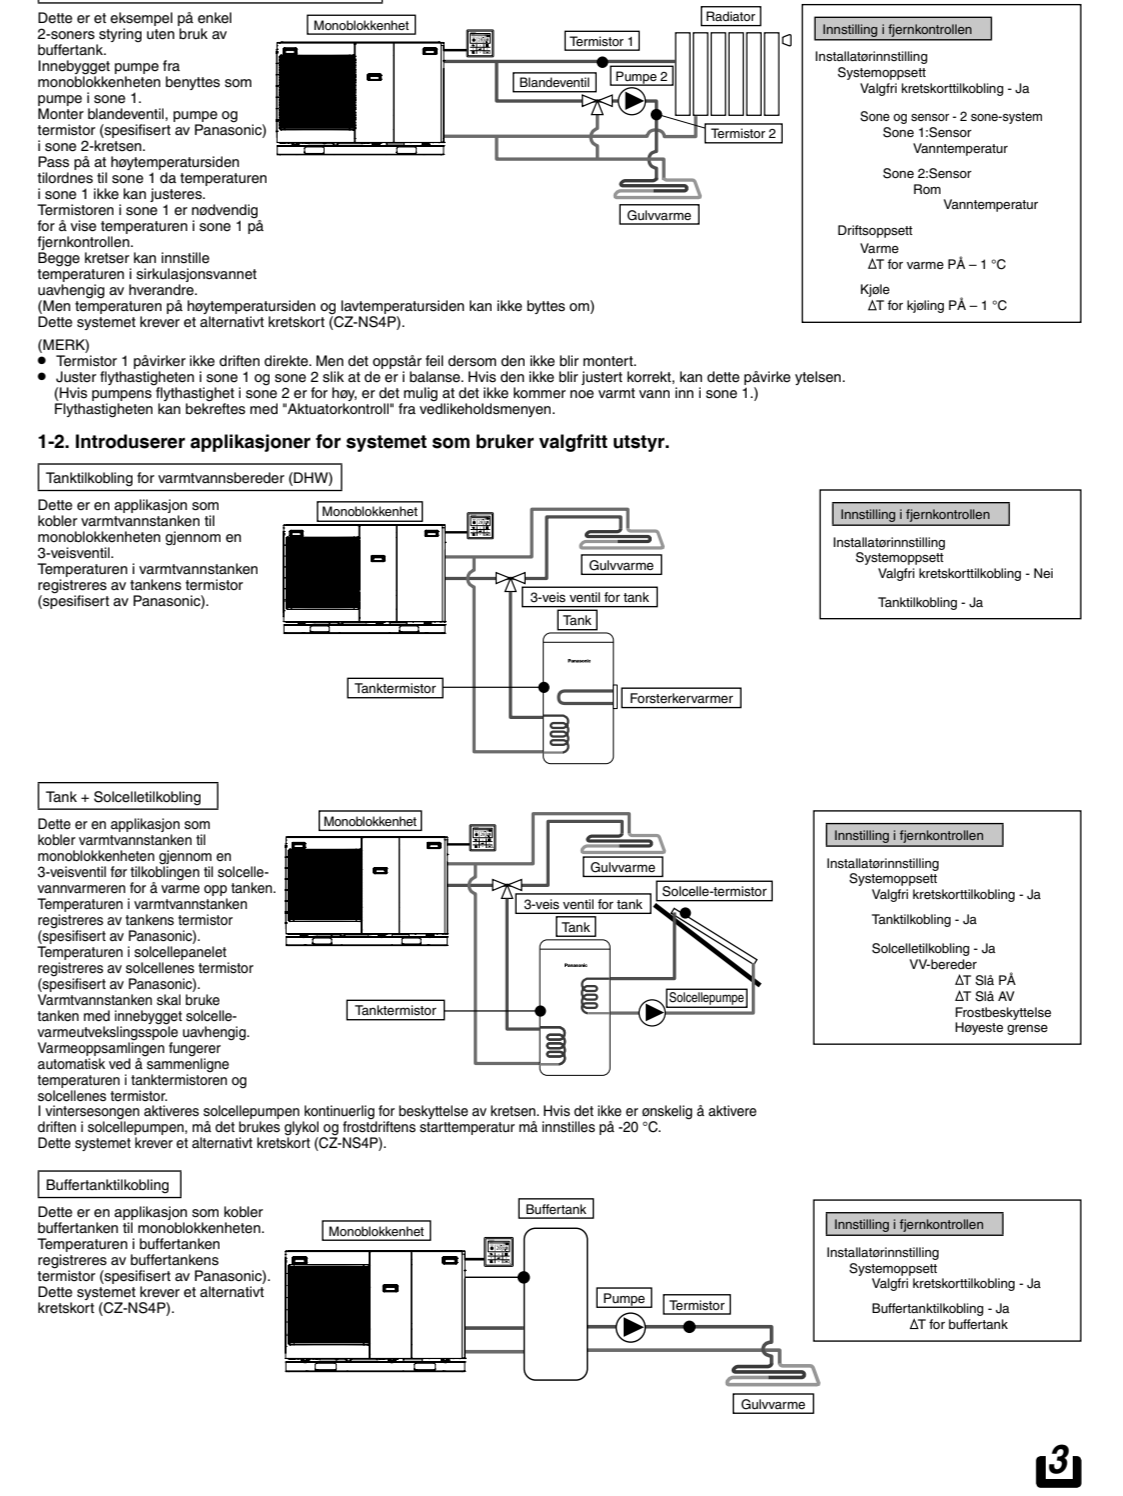 Dette er et eksempel på enkel
2-soners styring uten bruk av
buffertank.
Innebygget pumpe fra
monoblokkenheten benyttes som
pumpe i sone 1.
Monter blandeventil, pumpe og
termistor (spesifisert av Panasonic)
i sone 2-kretsen.
Pass på at høytemperatursiden
tilordnes til sone 1 da temperaturen
i sone 1 ikke kan justeres.
Termistoren i sone 1 er nødvendig
for å vise temperaturen i sone 1 på
fjernkontrollen.
Begge kretser kan innstille
temperaturen i sirkulasjonsvannet
uavhengig av hverandre.
(Men temperaturen på høytemperatursiden og lavtemperatursiden kan ikke byttes om)
Dette systemet krever et alternativt kretskort (CZ-NS4P).
Monoblokkenhet
Radiator
Termistor 1
Blandeventil
Pumpe 2
Termistor 2
Gulvvarme
Innstilling i fjernkontrollen
Installatørinnstilling
Systemoppsett
Valgfri kretskorttilkobling - Ja
Sone og sensor - 2 sone-system
Sone 1:Sensor
Vanntemperatur
Sone 2:Sensor
Rom
Vanntemperatur
Driftsoppsett
Varme
ΔT for varme PÅ – 1 °C
Kjøle
ΔT for kjøling PÅ – 1 °C
(MERK)
● Termistor 1 påvirker ikke driften direkte. Men det oppstår feil dersom den ikke blir montert.
● Juster flythastigheten i sone 1 og sone 2 slik at de er i balanse. Hvis den ikke blir justert korrekt, kan dette påvirke ytelsen.
(Hvis pumpens flythastighet i sone 2 er for høy, er det mulig at det ikke kommer noe varmt vann inn i sone 1.)
Flythastigheten kan bekreftes med "Aktuatorkontroll" fra vedlikeholdsmenyen.
1-2. Introduserer applikasjoner for systemet som bruker valgfritt utstyr.
Tanktilkobling for varmtvannsbereder (DHW)
Dette er en applikasjon som
kobler varmtvannstanken til
monoblokkenheten gjennom en
3-veisventil.
Temperaturen i varmtvannstanken
registreres av tankens termistor
(spesifisert av Panasonic).
Monoblokkenhet
Gulvvarme
3-veis ventil for tank
Tank
Panasonic
Tanktermistor
Forsterkervarmer
Innstilling i fjernkontrollen
Installatørinnstilling
Systemoppsett
Valgfri kretskorttilkobling - Nei
Tanktilkobling - Ja
Tank + Solcelletilkobling
Dette er en applikasjon som
kobler varmtvannstanken til
monoblokkenheten gjennom en
3-veisventil før tilkoblingen til solcelle-
vannvarmeren for å varme opp tanken.
Temperaturen i varmtvannstanken
registreres av tankens termistor
(spesifisert av Panasonic).
Temperaturen i solcellepanelet
registreres av solcellenes termistor
(spesifisert av Panasonic).
Varmtvannstanken skal bruke
tanken med innebygget solcelle-
varmeutvekslingsspole uavhengig.
Varmeoppsamlingen fungerer
automatisk ved å sammenligne
temperaturen i tanktermistoren og
solcellenes termistor.
I vintersesongen aktiveres solcellepumpen kontinuerlig for beskyttelse av kretsen. Hvis det ikke er ønskelig å aktivere
driften i solcellepumpen, må det brukes glykol og frostdriftens starttemperatur må innstilles på -20 °C.
Dette systemet krever et alternativt kretskort (CZ-NS4P).
Monoblokkenhet
Gulvvarme
3-veis ventil for tank
Solcelle-termistor
Tank
Panasonic
Solcellepumpe
Tanktermistor
Innstilling i fjernkontrollen
Installatørinnstilling
Systemoppsett
Valgfri kretskorttilkobling - Ja
Tanktilkobling - Ja
Solcelletilkobling - Ja
VV-bereder
ΔT Slå PÅ
ΔT Slå AV
Frostbeskyttelse
Høyeste grense
Buffertanktilkobling
Dette er en applikasjon som kobler
buffertanken til monoblokkenheten.
Temperaturen i buffertanken
registreres av buffertankens
termistor (spesifisert av Panasonic).
Dette systemet krever et alternativt
kretskort (CZ-NS4P).
Monoblokkenhet
Buffertank
Pumpe
Termistor
Gulvvarme
Innstilling i fjernkontrollen
Installatørinnstilling
Systemoppsett
Valgfri kretskorttilkobling - Ja
Buffertanktilkobling - Ja
ΔT for buffertank
3